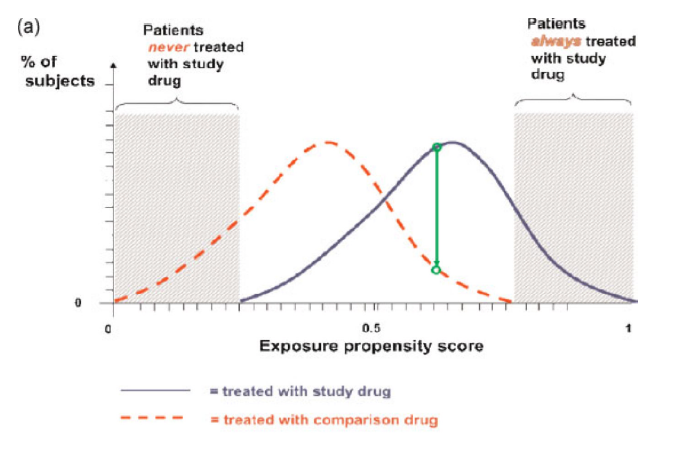 (a)
Patients
never treated
with study
drug
Patients
always treated
with study
drug
% of
subjects
0
0
0.5
1
Exposure propensity score
= treated with study drug
= treated with comparison drug